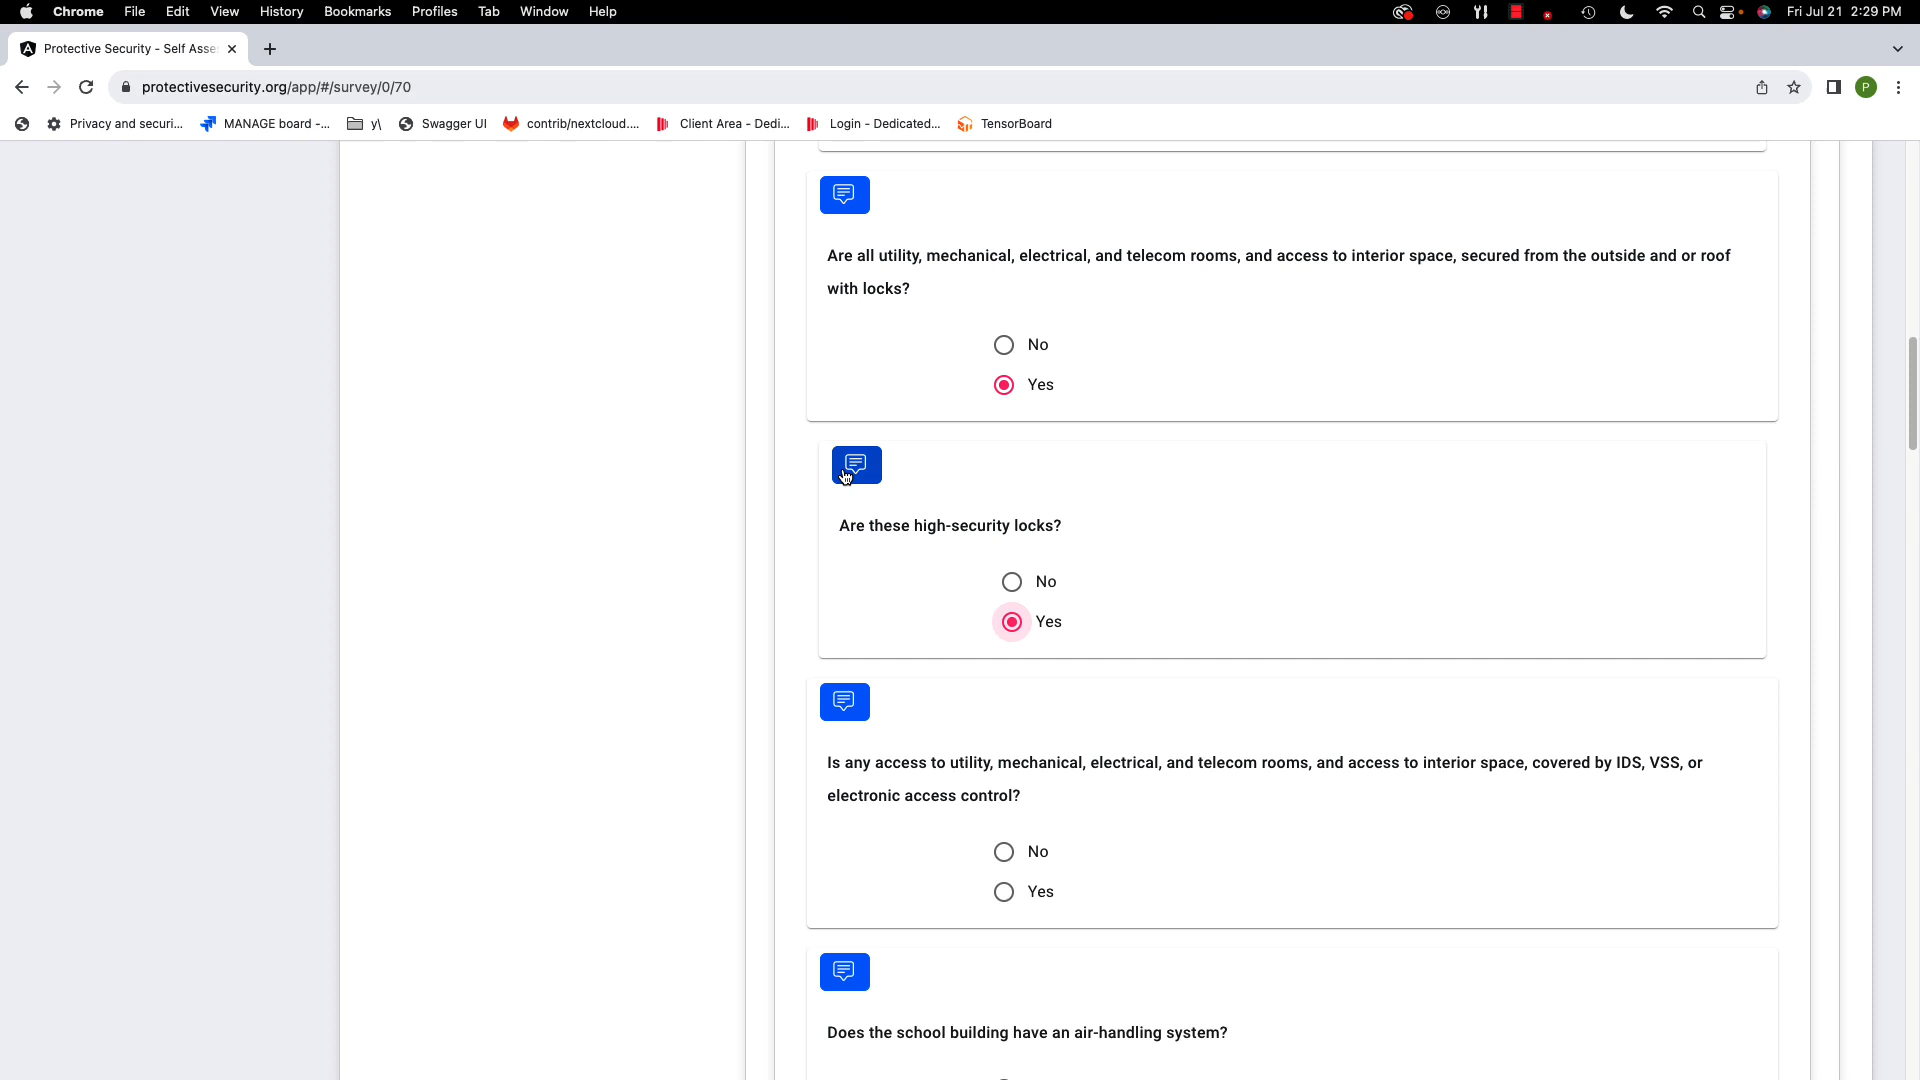 Chrome File Edit View History Bookmarks Profiles Tab Window Help Fri Jul 21 2:29 PM
Protective Security - Self Asse
protectivesecurity.org/app/#/survey/0/70 P
Privacy and securi... MANAGE board -... y\ Swagger UI contrib/nextcloud.... Client Area - Dedi... Login - Dedicated... TensorBoard
Are all utility, mechanical, electrical, and telecom rooms, and access to interior space, secured from the outside and or roof
with locks?
No
Yes
Are these high-security locks?
No
Yes
Is any access to utility, mechanical, electrical, and telecom rooms, and access to interior space, covered by IDS, VSS, or
electronic access control?
No
Yes
Does the school building have an air-handling system?